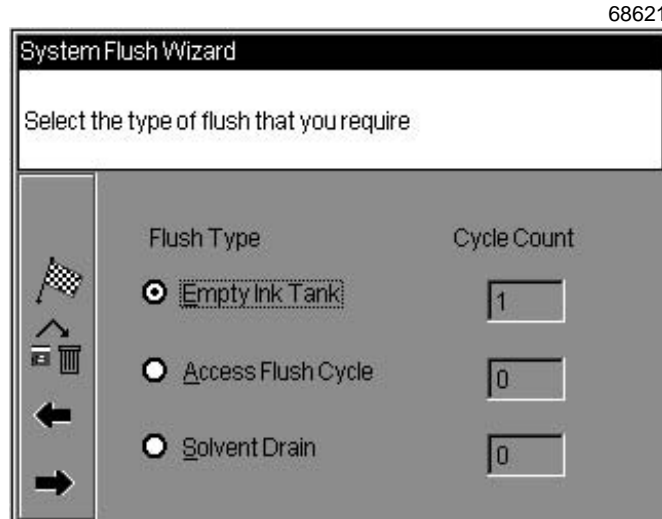 68621
System Flush Wizard
Select the type of flush that you require
Flush Type Cycle Count
Empty Ink Tank 1
Access Flush Cycle 0
Solvent Drain 0